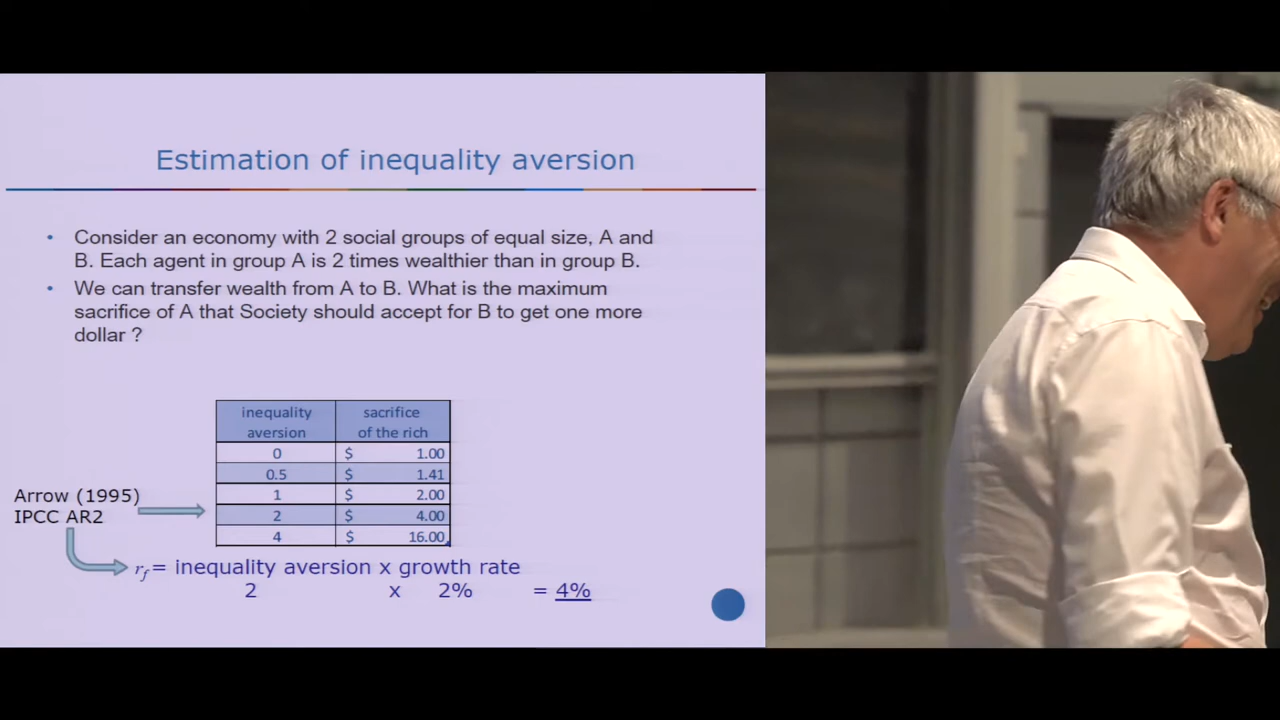 Estimation of inequality aversion
• Consider an economy with 2 social groups of equal size, A and
B. Each agent in group A is 2 times wealthier than in group B.
• We can transfer wealth from A to B. What is the maximum
sacrifice of A that Society should accept for B to get one more
dollar ?
inequality aversion sacrifice of the rich
0 $ 1.00
0.5 $ 1.41
1 $ 2.00
2 $ 4.00
4 $ 16.00
Arrow (1995)
IPCC AR2
rf = inequality aversion x growth rate
2 x 2% = 4%